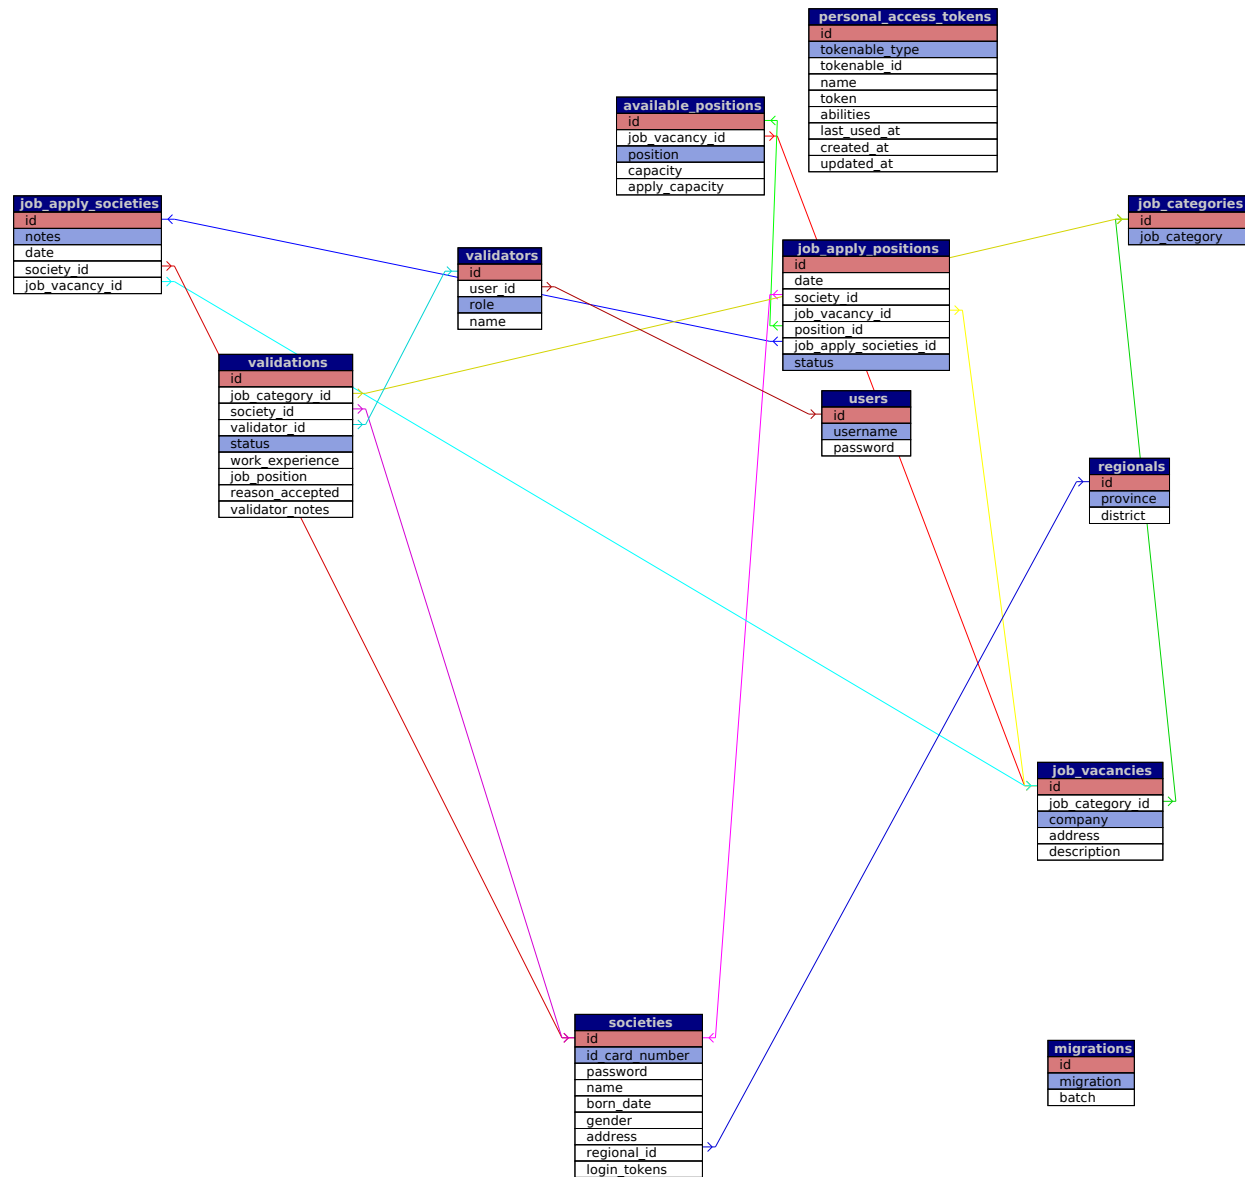 personal_access_tokens
id
tokenable_type
tokenable_id
name
token
abilities
last_used_at
created_at
updated_at
available_positions
id
job_vacancy_id
position
capacity
apply_capacity
job_apply_societies
id
notes
date
society_id
job_vacancy_id
job_categories
id
job_category
validators
id
user_id
role
name
job_apply_positions
id
date
society_id
job_vacancy_id
position_id
job_apply_societies_id
status
validations
id
job_category_id
society_id
validator_id
status
work_experience
job_position
reason_accepted
validator_notes
users
id
username
password
regionals
id
province
district
job_vacancies
id
job_category_id
company
address
description
societies
id
id_card_number
password
name
born_date
gender
address
regional_id
login_tokens
migrations
id
migration
batch